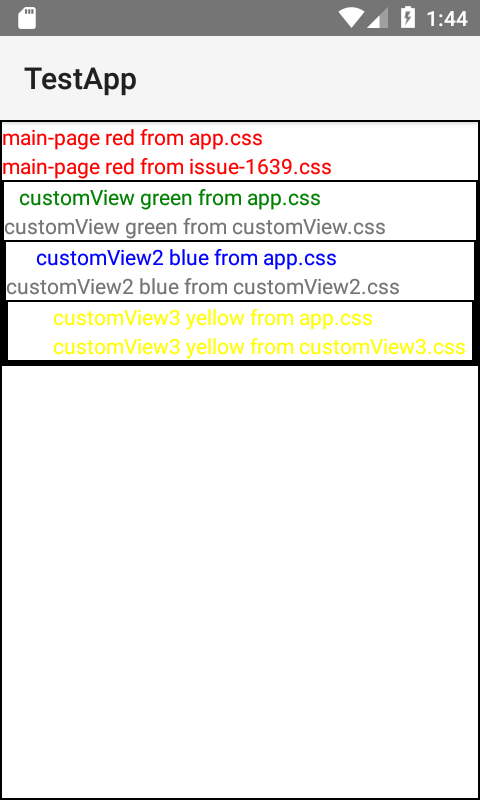 1:44
TestApp
main-page red from app.css
main-page red from issue-1639.css
customView green from app.css
customView green from customView.css
customView2 blue from app.css
customView2 blue from customView2.css
customView3 yellow from app.css
customView3 yellow from customView3.css